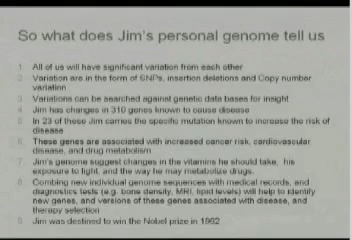 So what does Jim's personal genome tell us
1. All of us will have significant variation from each other
2. Variation are in the form of SNPs, insertion deletions and Copy number
variation
3. Variations can be searched against genetic data bases for insight
4. Jim has changes in 310 genes known to cause disease
5. In 23 of these Jim carries the specific mutation known to increase the risk of
disease
6. These genes are associated with increased cancer risk, cardiovascular
disease, and drug metabolism
7. Jim's genome suggest changes in the vitamins he should take, his
exposure to light, and the way he may metabolize drugs.
8. Combing new individual genome sequences with medical records, and
diagnostics tests (e.g. bone density, MRI, lipid levels) will help to identify
new genes, and versions of these genes associated with disease, and
therapy selection
9. Jim was destined to win the Nobel prize in 1962